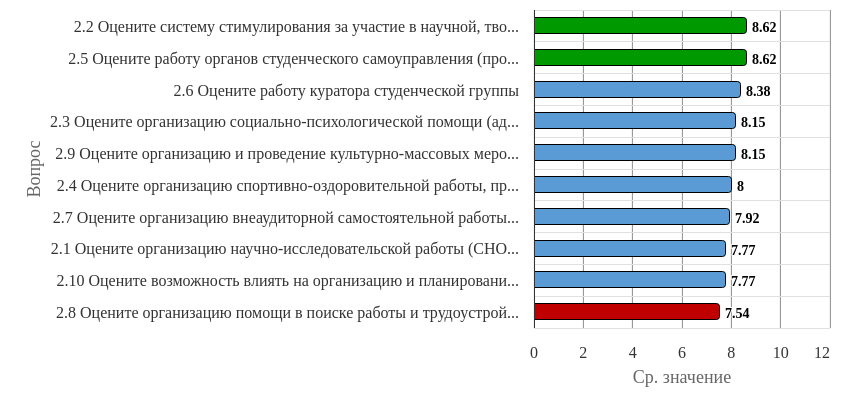 2.2 Оцените систему стимулирования за участие в научной, тво... 8.62
2.5 Оцените работу органов студенческого самоуправления (про... 8.62
2.6 Оцените работу куратора студенческой группы 8.38
2.3 Оцените организацию социально-психологической помощи (ад... 8.15
2.9 Оцените организацию и проведение культурно-массовых меро... 8.15
2.4 Оцените организацию спортивно-оздоровительной работы, пр... 8
2.7 Оцените организацию внеаудиторной самостоятельной работы... 7.92
2.1 Оцените организацию научно-исследовательской работы (СНО... 7.77
2.10 Оцените возможность влиять на организацию и планировани... 7.77
2.8 Оцените организацию помощи в поиске работы и трудоустрой... 7.54
Вопрос
0 2 4 6 8 10 12
Ср. значение